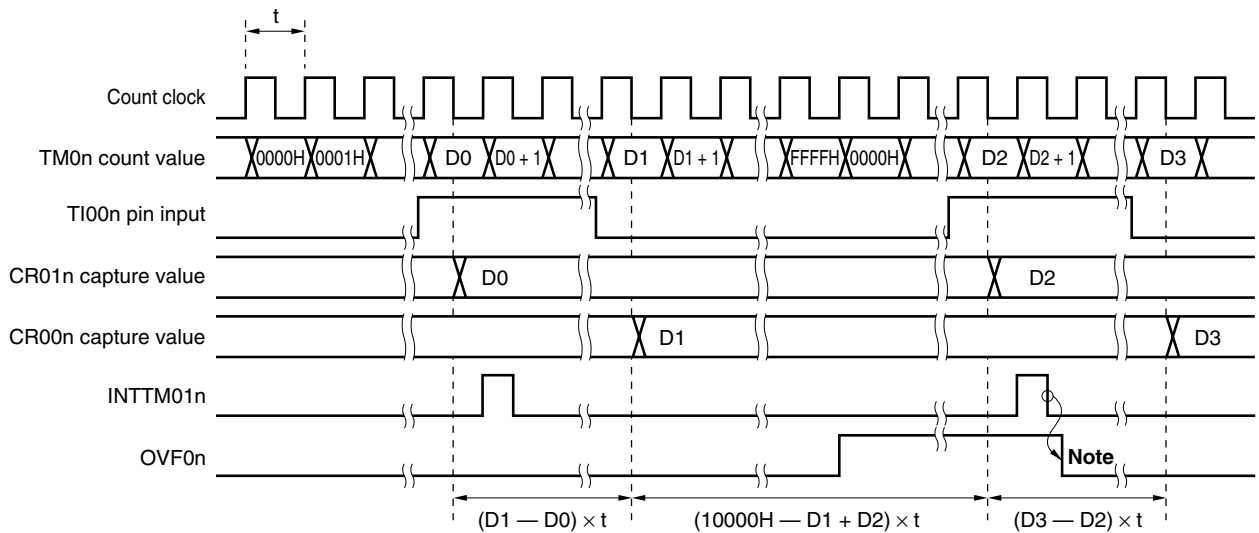 t
Count clock
TM0n count value 0000H 0001H D0 D0 + 1 D1 D1 + 1 FFFFH 0000H D2 D2 + 1 D3
TI00n pin input
CR01n capture value D0 D2
CR00n capture value D1 D3
INTTM01n
OVF0n Note
(D1 — D0) × t (10000H — D1 + D2) × t (D3 — D2) × t